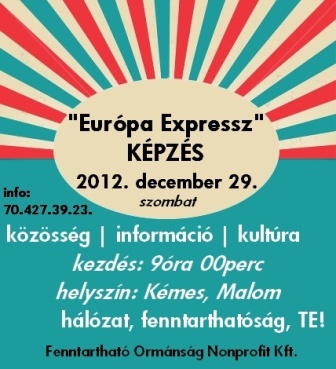 "Európa Expressz"
KÉPZÉS
2012. december 29.
szombat
info:
70.427.39.23.
közösség | információ | kultúra
kezdés: 9óra 00perc
helyszín: Kémes, Malom
hálózat, fenntarthatóság, TE!
Fenntartható Ormánság Nonprofit Kft.